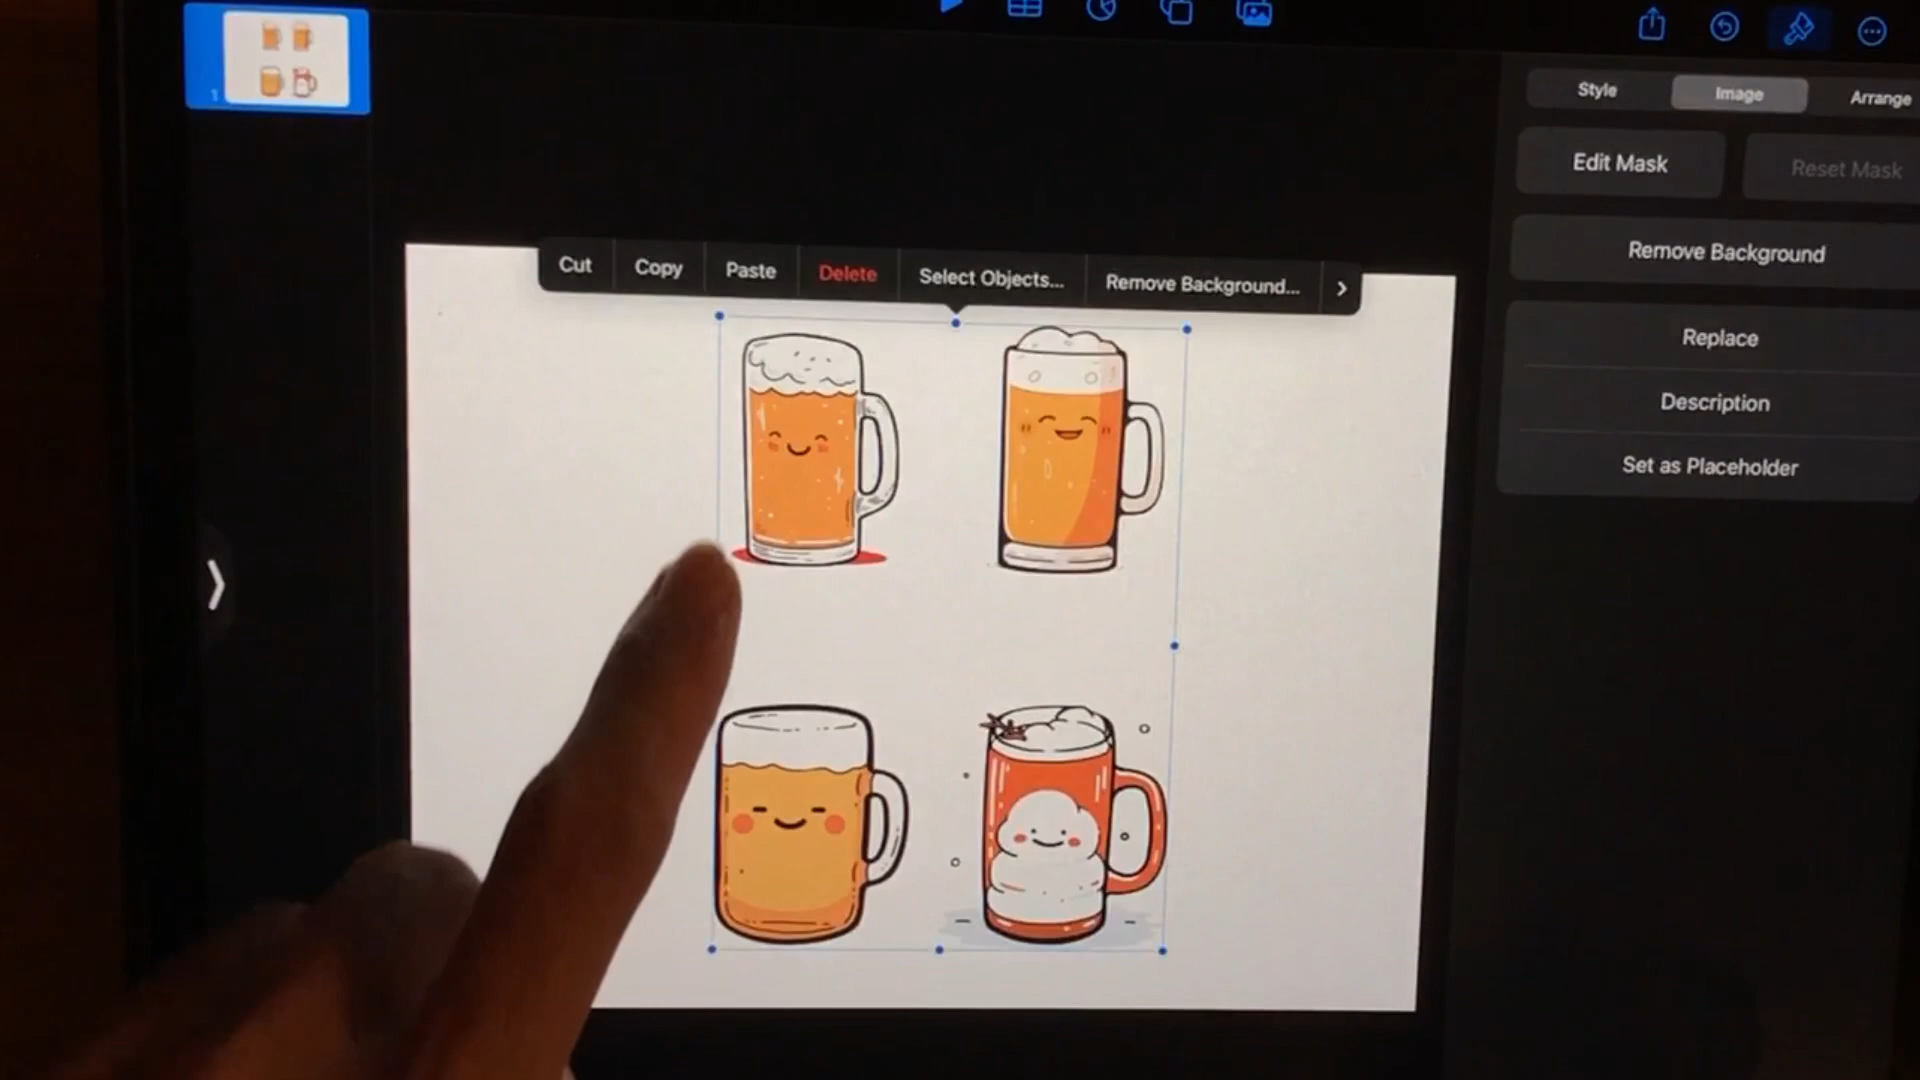 1
Style
Image
Arrange
Edit Mask
Reset Mask
Remove Background
Replace
Description
Set as Placeholder
Cut
Copy
Paste
Delete
Select Objects...
Remove Background...